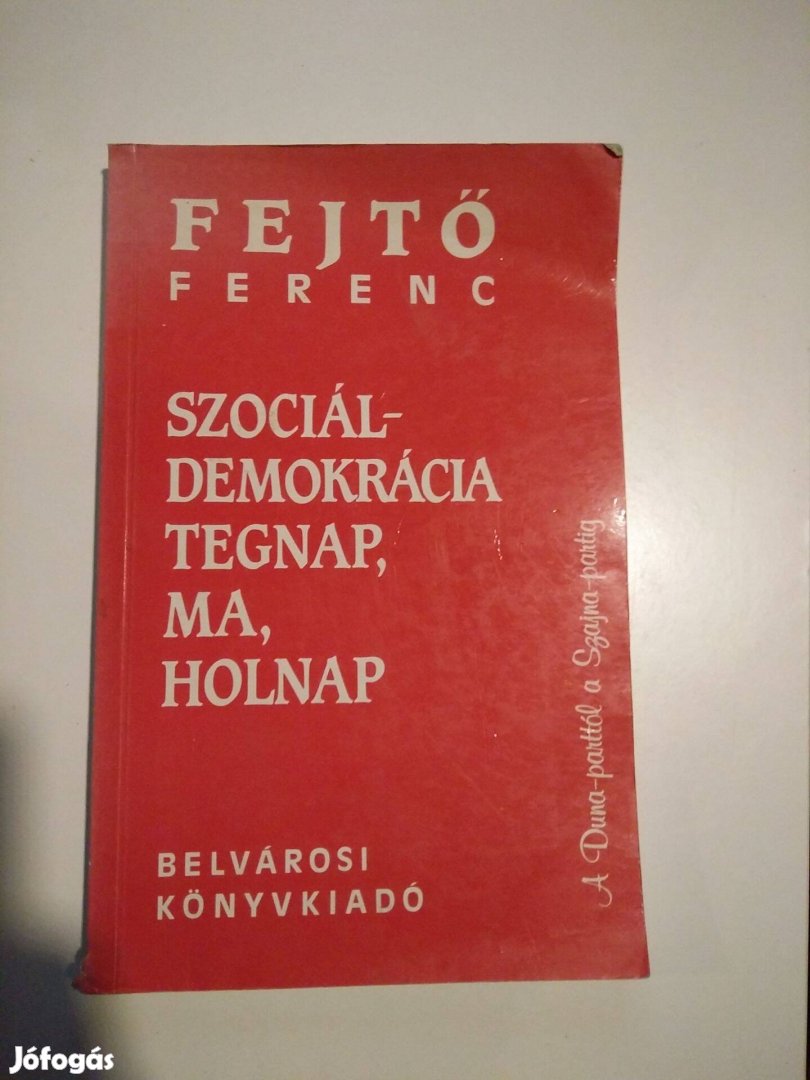 FEJTŐ
FERENC
SZOCIÁL-
DEMOKRÁCIA
TEGNAP,
MA,
HOLNAP
A Duna-parttól a Szajna-partig
BELVÁROSI
KÖNYVKIADÓ
Jófogás